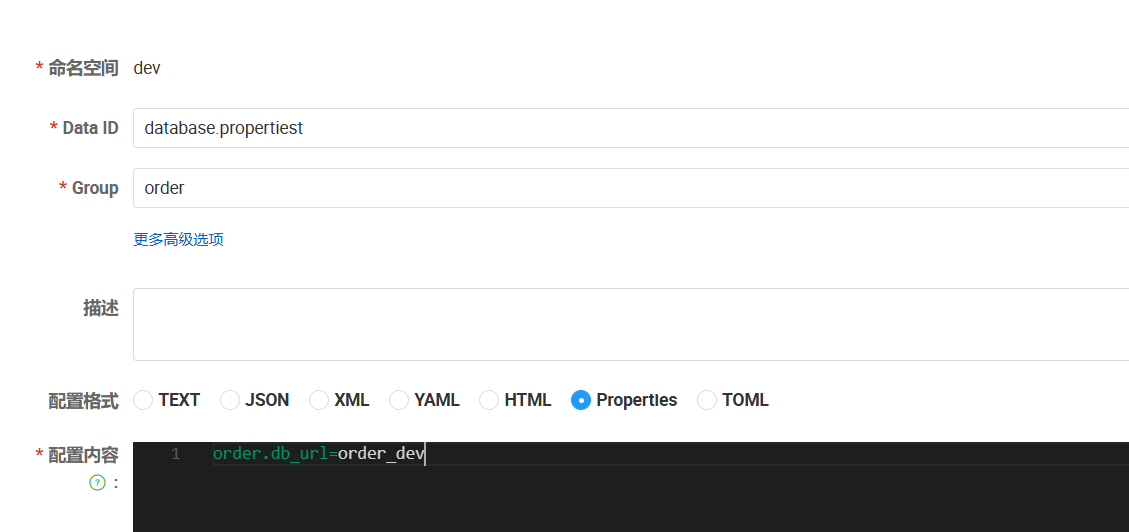 * 命名空间 dev
* Data ID database.propertiest
* Group order
更多高级选项
描述
配置格式 TEXT JSON XML YAML HTML Properties TOML
* 配置内容 1 order.db_url=order_dev
? :